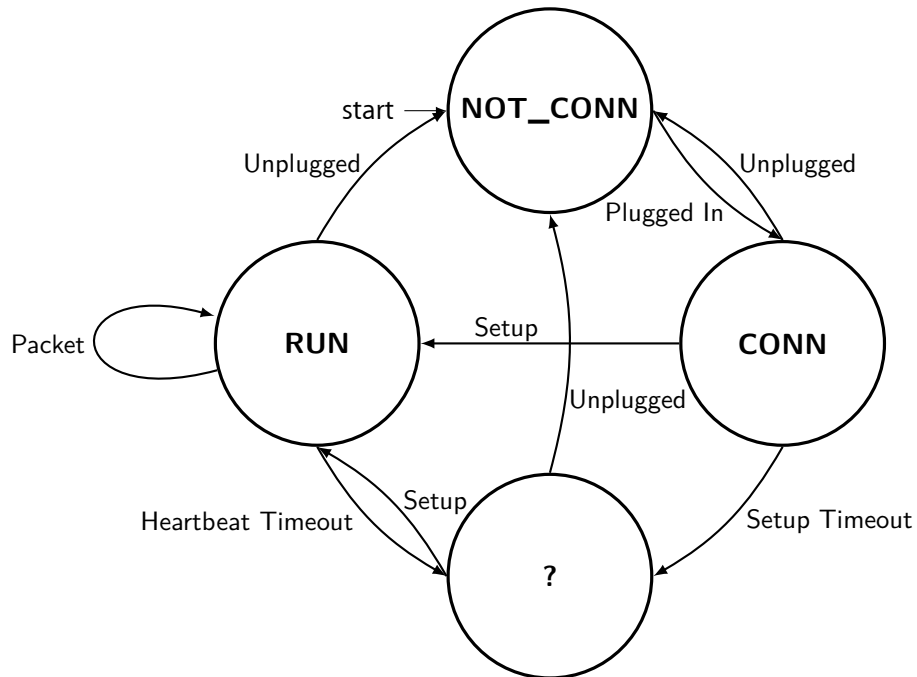 NOT_CONN
start
Unplugged
Unplugged
Plugged In
RUN
Setup
CONN
Packet
Unplugged
Setup
Heartbeat Timeout
Setup Timeout
?